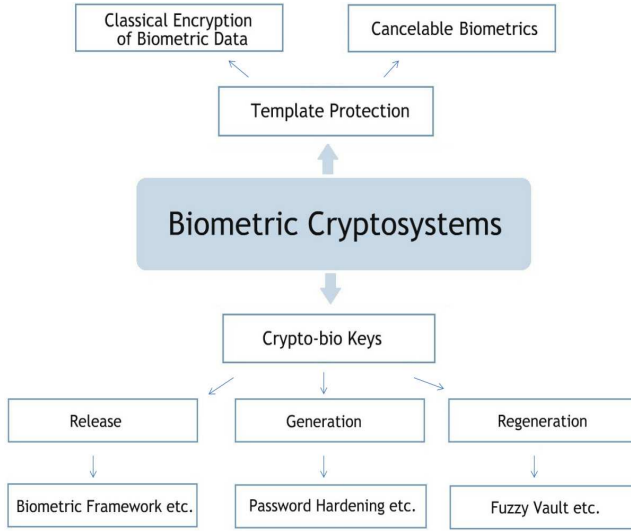 Classical Encryption
of Biometric Data
Cancelable Biometrics
Template Protection
Biometric Cryptosystems
Crypto-bio Keys
Release
Generation
Regeneration
Biometric Framework etc.
Password Hardening etc.
Fuzzy Vault etc.